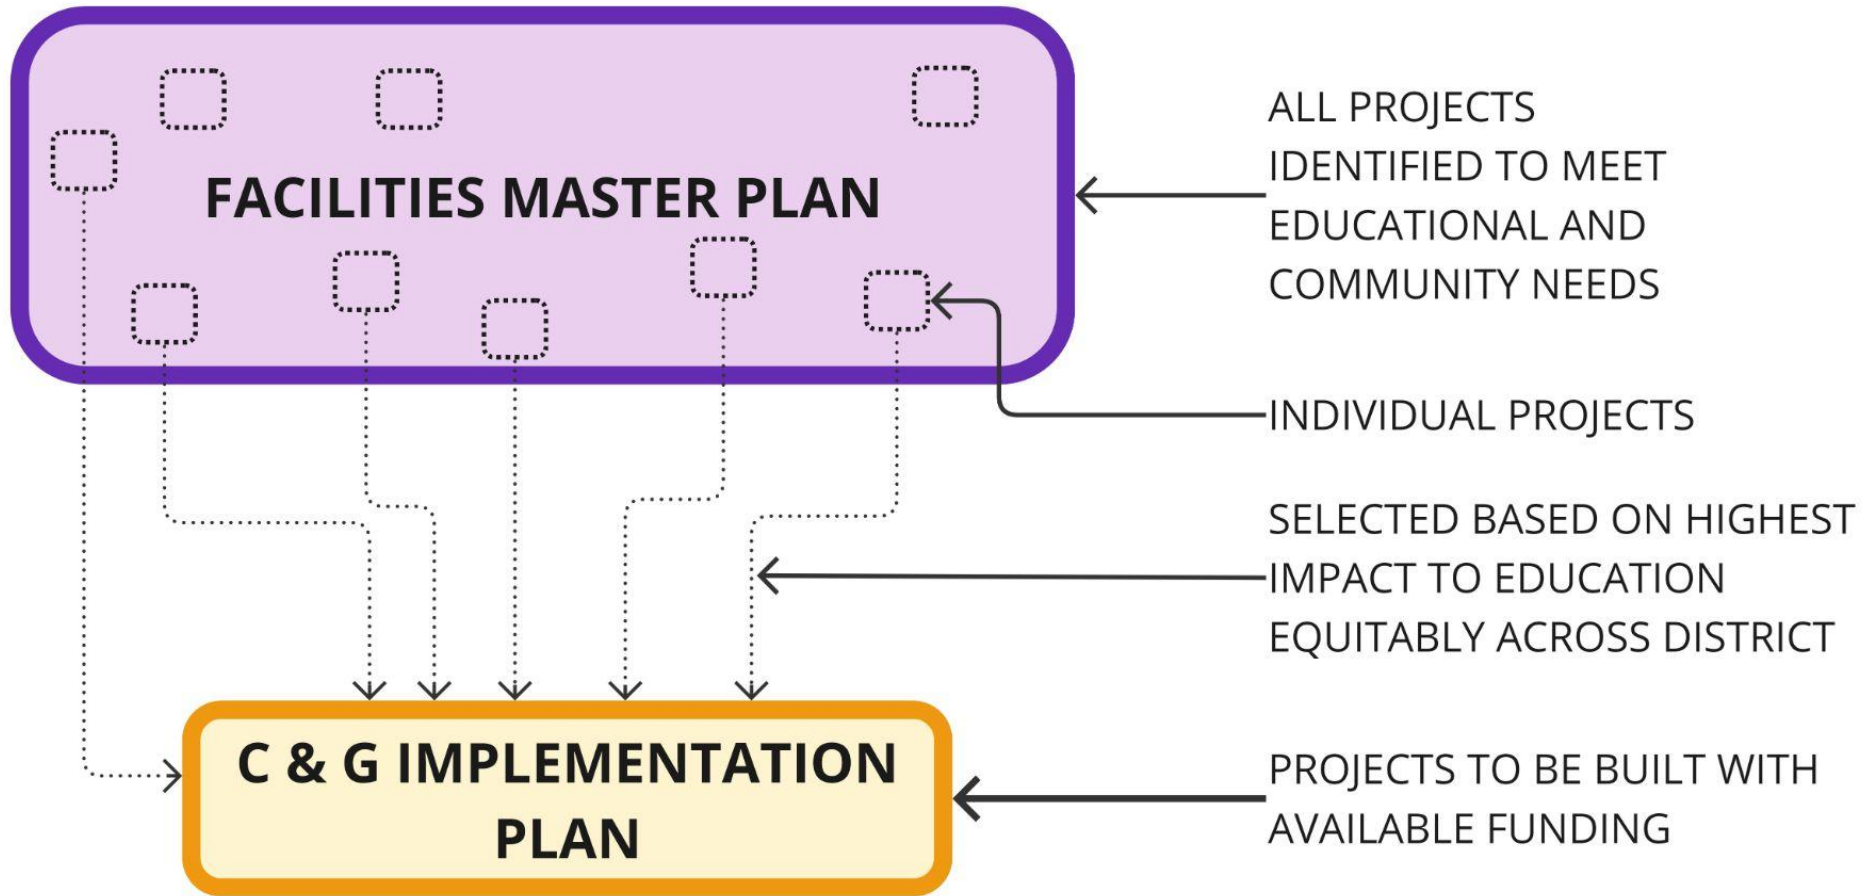 FACILITIES MASTER PLAN
ALL PROJECTS
IDENTIFIED TO MEET
EDUCATIONAL AND
COMMUNITY NEEDS
INDIVIDUAL PROJECTS
SELECTED BASED ON HIGHEST
IMPACT TO EDUCATION
EQUITABLY ACROSS DISTRICT
C & G IMPLEMENTATION
PLAN
PROJECTS TO BE BUILT WITH
AVAILABLE FUNDING